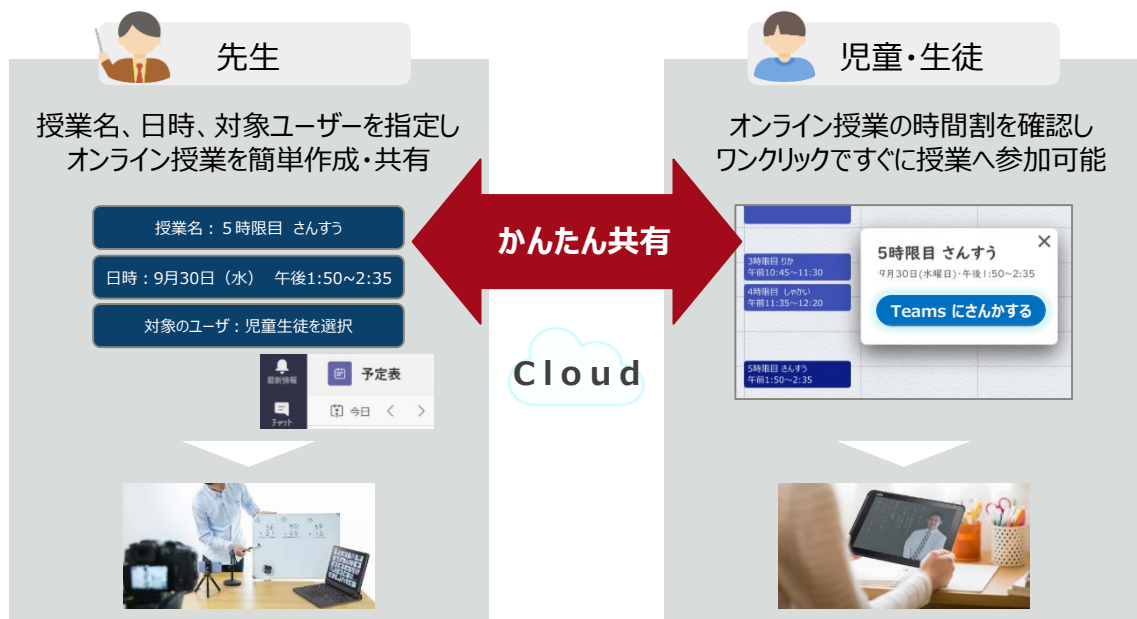 先生
授業名、日時、対象ユーザーを指定し
オンライン授業を簡単作成・共有
授業名：５時限目 さんすう
日時：9月30日（水） 午後1:50~2:35
対象のユーザ：児童生徒を選択
最新情報
チャット
予定表
今日
かんたん共有
Cloud
児童・生徒
オンライン授業の時間割を確認し
ワンクリックですぐに授業へ参加可能
3時限目 りか
午前10:45～11:30
4時限目 しゃかい
午前11:35～12:20
5時限目 さんすう
午前1:50～2:35
5時限目 さんすう
9月30日(水曜日)・午後1:50~2:35
Teams にさんかする